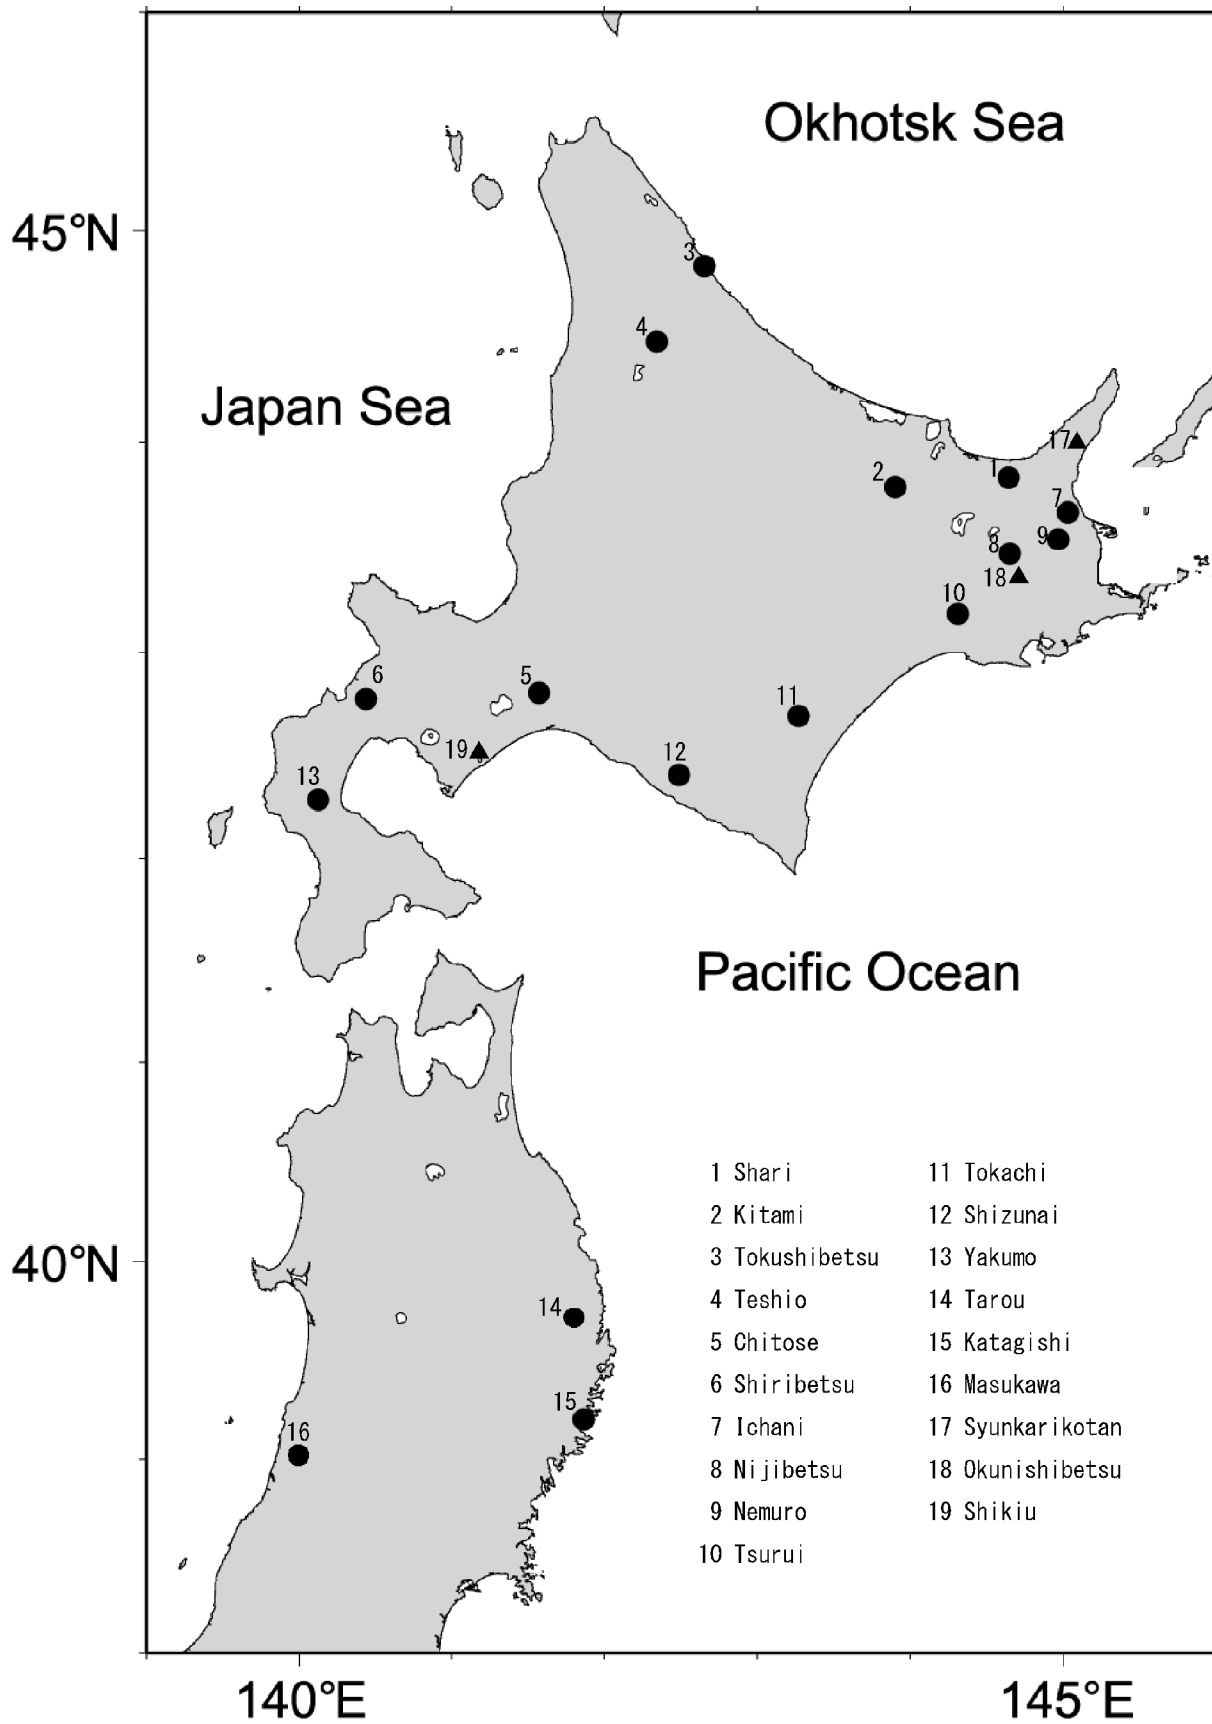 Okhotsk Sea
45°N
3
4
Japan Sea
17
2
1
7
9
8
18
10
6
5
11
19
12
13
Pacific Ocean
1 Shari
2 Kitami
3 Tokushibetsu
4 Teshio
5 Chitose
6 Shiribetsu
7 Ichani
8 Nijibetsu
9 Nemuro
10 Tsurui
11 Tokachi
12 Shizunai
13 Yakumo
14 Tarou
15 Katagishi
16 Masukawa
17 Syunkarikotan
18 Okunishibetsu
19 Shikiu
40°N
14
15
16
140°E
145°E